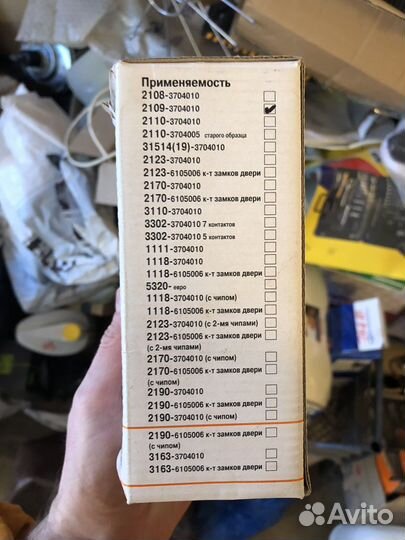 Применяемость
2108-3704010
2109-3704010
2110-3704010
2110-3704005 старого образца
31514(19)-3704010
2123-3704010
2123-6105006 к-т замков двери
2170-3704010
2170-6105006 к-т замков двери
3110-3704010
3302-3704010 7 контактов
3302-3704010 5 контактов
1111-3704010
1118-3704010
1118-6105006 к-т замков двери
5320- евро
1118-3704010 (с чипом)
1118-6105006 к-т замков двери
2123-3704010 (с 2-мя чипами)
2123-6105006 к-т замков двери
(с 2-мя чипами)
2170-3704010 (с чипом)
2170-6105006 к-т замков двери
(с чипом)
2190-3704010
2190-6105006 к-т замков двери
2190-3704010 (с чипом)
2190-6105006 к-т замков двери
(с чипом)
3163-3704010
3163-6105006 к-т замков двери
Avito